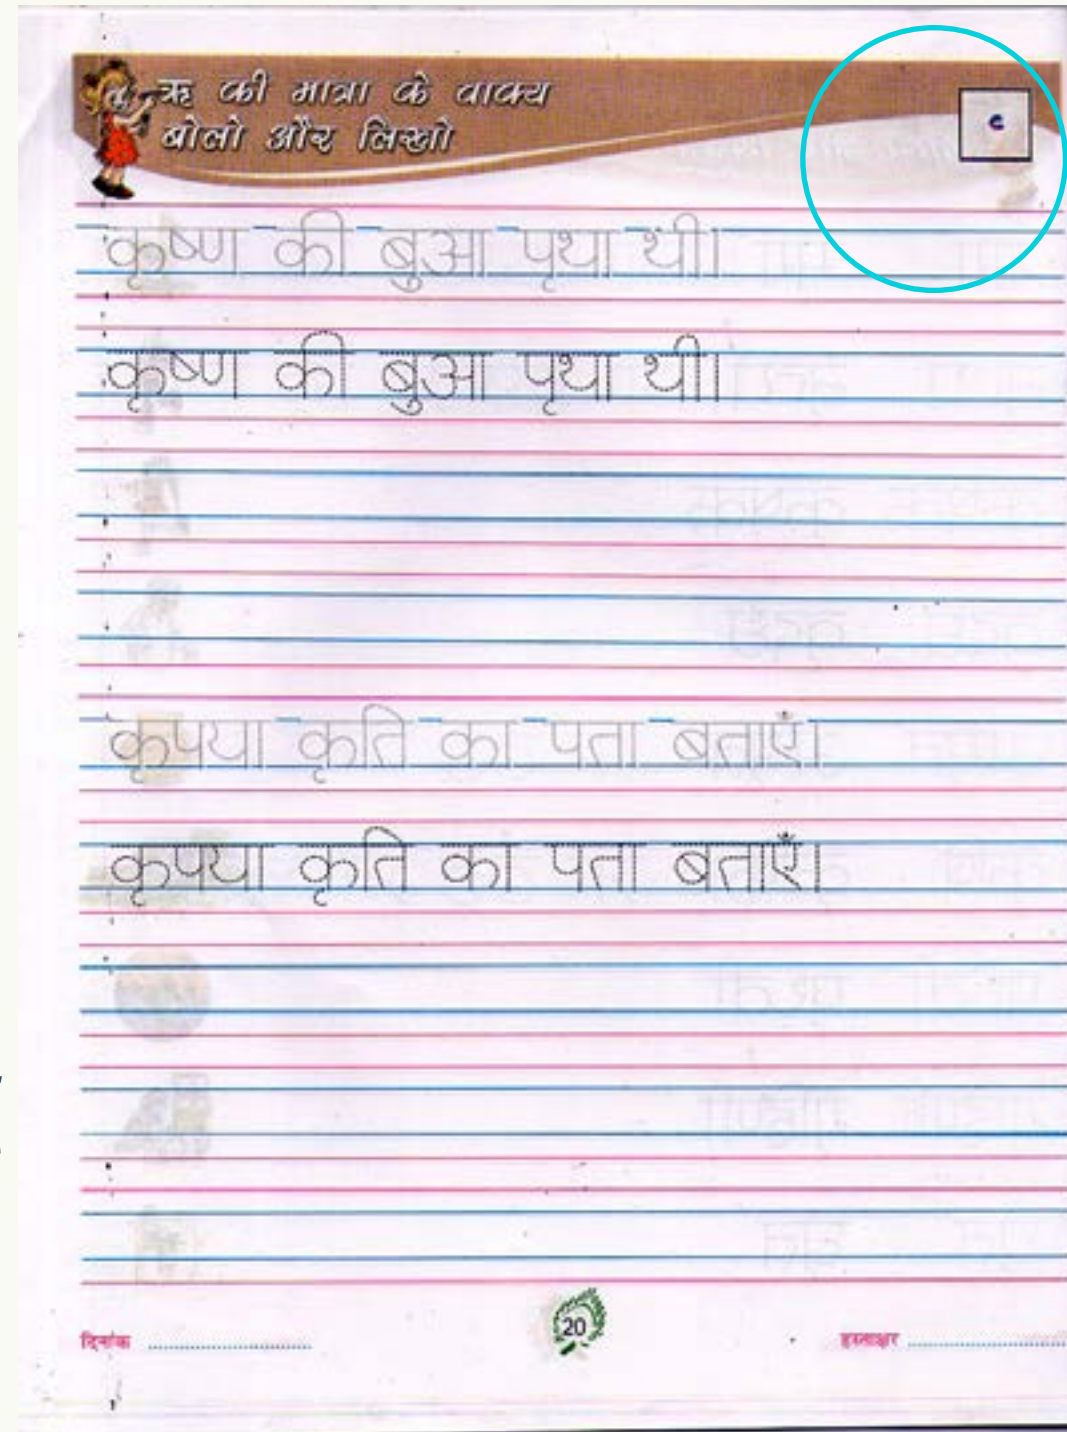 ऋ की मात्रा के वाक्य
बोलो और लिखो
कृष्ण की बुआ पृथा थी।
कृष्ण की बुआ पृथा थी।
कृपया कृति का पता बताएँ।
कृपया कृति का पता बताएँ।
20
दिनांक हस्ताक्षर